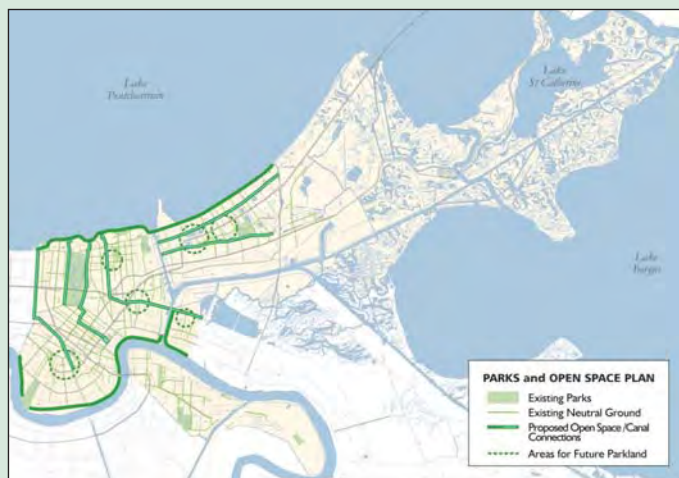 Lake
Pontchartrain
Lake
St Catherine
Lake
Borgne
PARKS and OPEN SPACE PLAN
Existing Parks
Existing Neutral Ground
Proposed Open Space /Canal
Connections
Areas for Future Parkland